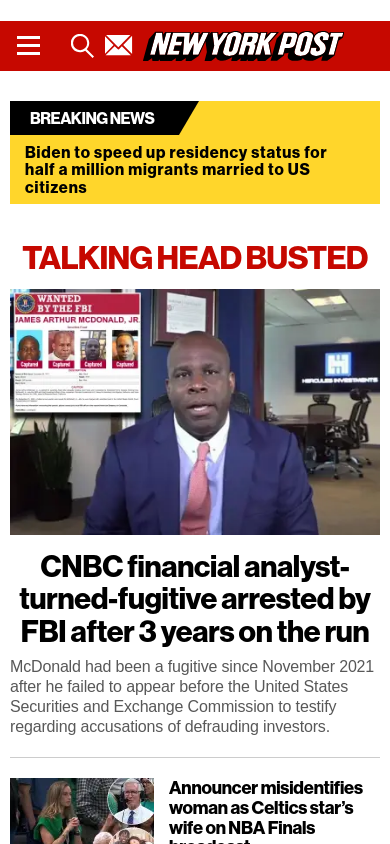 NEW YORK POST
BREAKING NEWS
Biden to speed up residency status for
half a million migrants married to US
citizens
TALKING HEAD BUSTED
WANTED
BY THE FBI
JAMES ARTHUR MCDONALD, JR.
Captured Captured Captured Captured
HERCULES INVESTMENTS
CNBC financial analyst-
turned-fugitive arrested by
FBI after 3 years on the run
McDonald had been a fugitive since November 2021
after he failed to appear before the United States
Securities and Exchange Commission to testify
regarding accusations of defrauding investors.
Announcer misidentifies
woman as Celtics star’s
wife on NBA Finals
broadcast